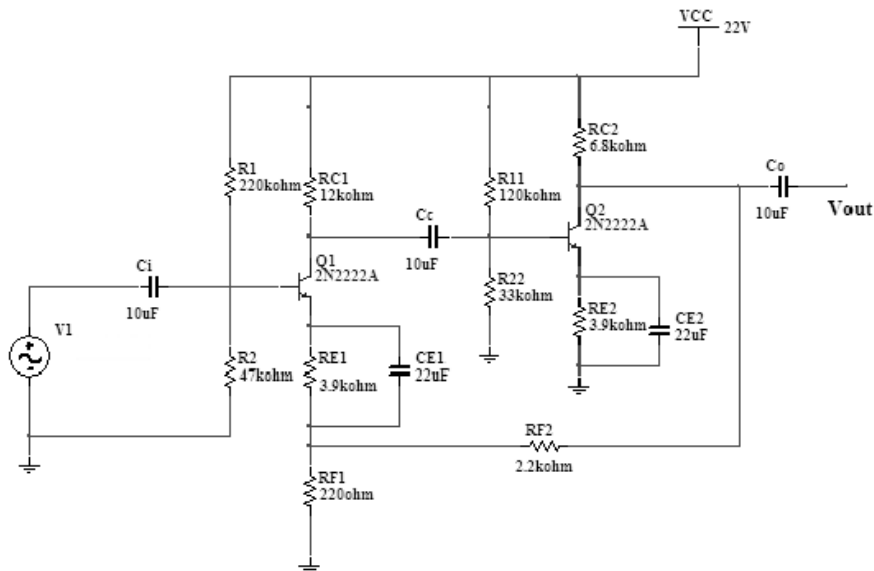 VCC
22V
R1
220kohm
RC1
12kohm
R11
120kohm
RC2
6.8kohm
Co
10uF
Vout
Cc
10uF
Q2
2N2222A
Ci
10uF
Q1
2N2222A
R22
33kohm
V1
R2
47kohm
RE1
3.9kohm
CE1
22uF
RE2
3.9kohm
CE2
22uF
RF2
2.2kohm
RF1
220ohm